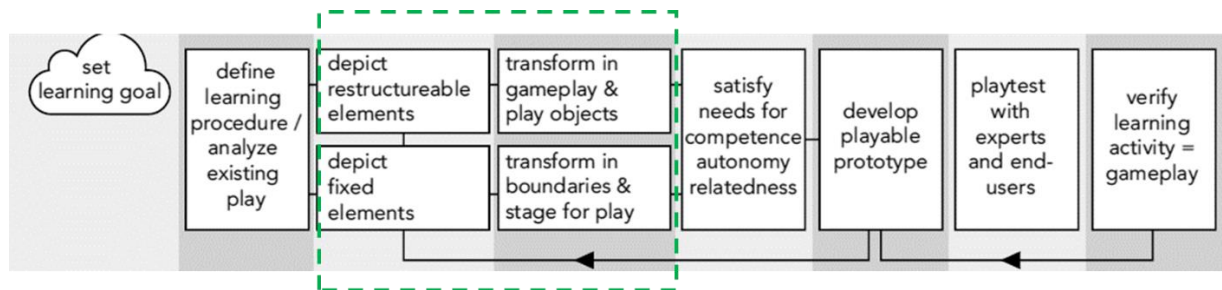 set
learning goal
define
learning
procedure /
analyze
existing
play
depict
restructureable
elements
depict
fixed
elements
transform in
gameplay &
play objects
transform in
boundaries &
stage for play
satisfy
needs for
competence
autonomy
relatedness
develop
playable
prototype
playtest
with
experts
and end-
users
verify
learning
activity =
gameplay